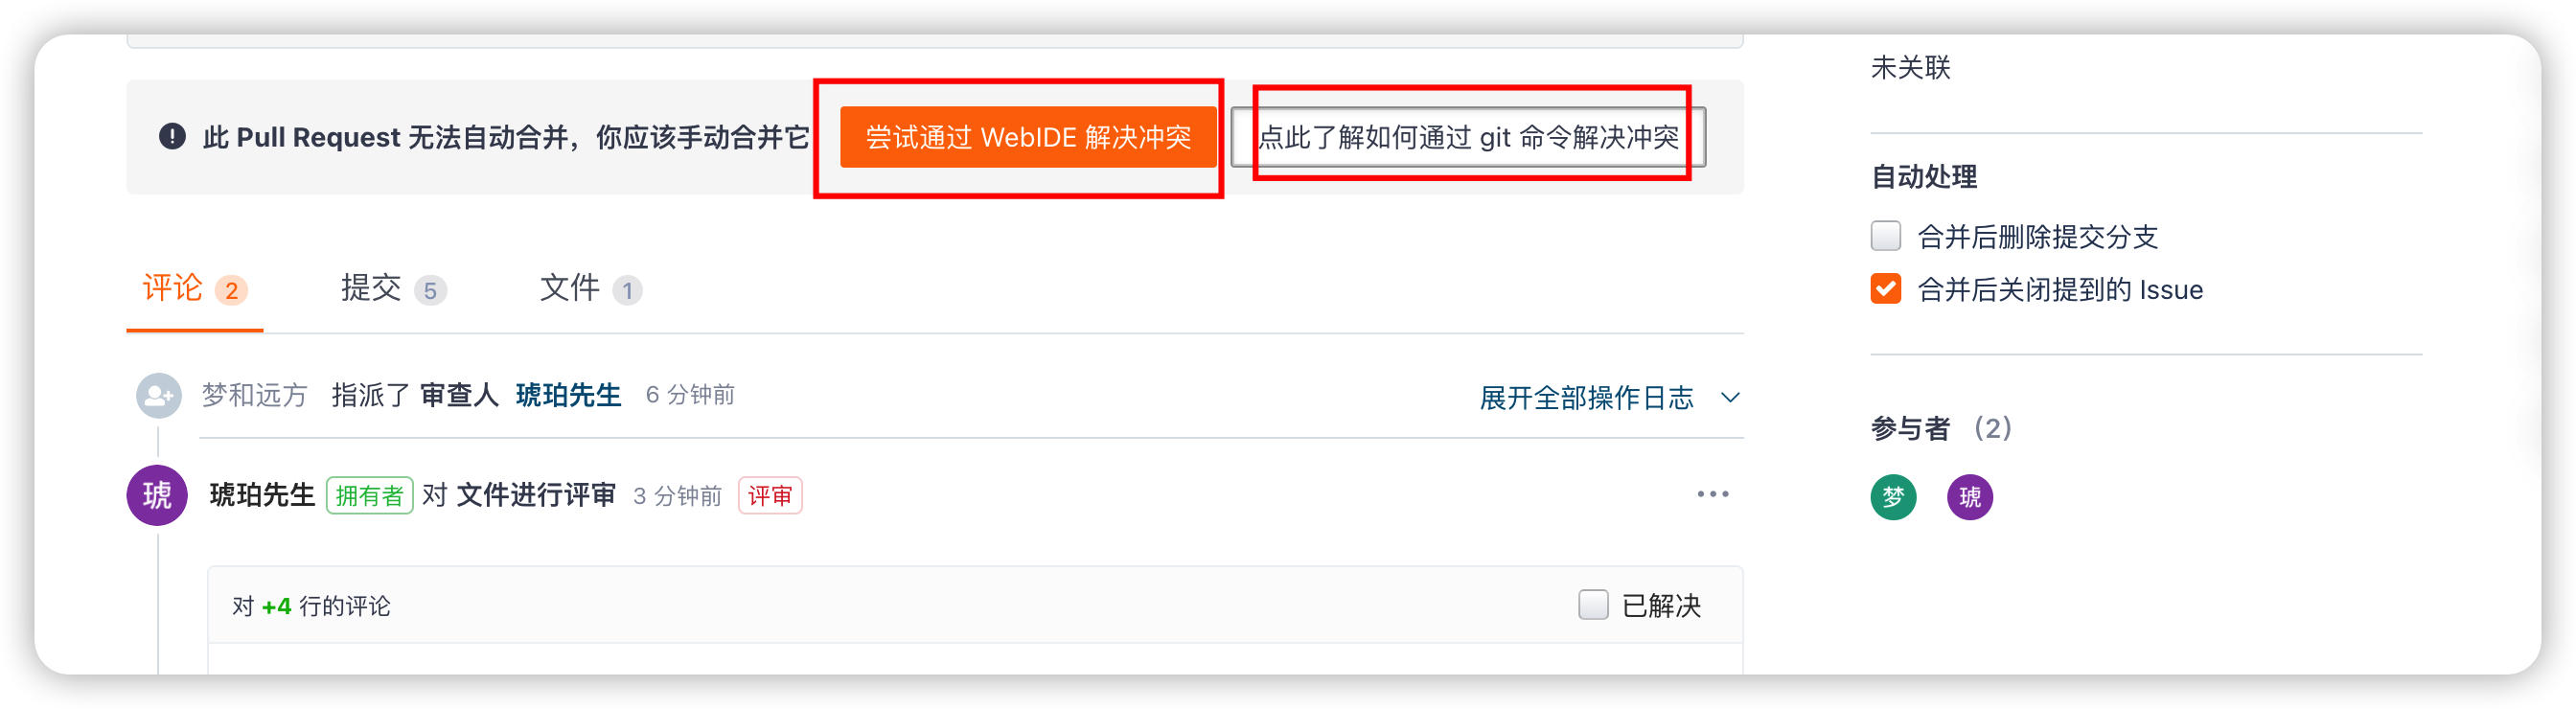 此 Pull Request 无法自动合并，你应该手动合并它 尝试通过 WebIDE 解决冲突 点此了解如何通过 git 命令解决冲突
评论 2 提交 5 文件 1
梦和远方 指派了 审查人 琥珀先生 6 分钟前 展开全部操作日志
琥 琥珀先生 拥有者 对 文件进行评审 3 分钟前 评审
对 +4 行的评论 已解决
未关联
自动处理
合并后删除提交分支
合并后关闭提到的 Issue
参与者 （2）
梦 琥